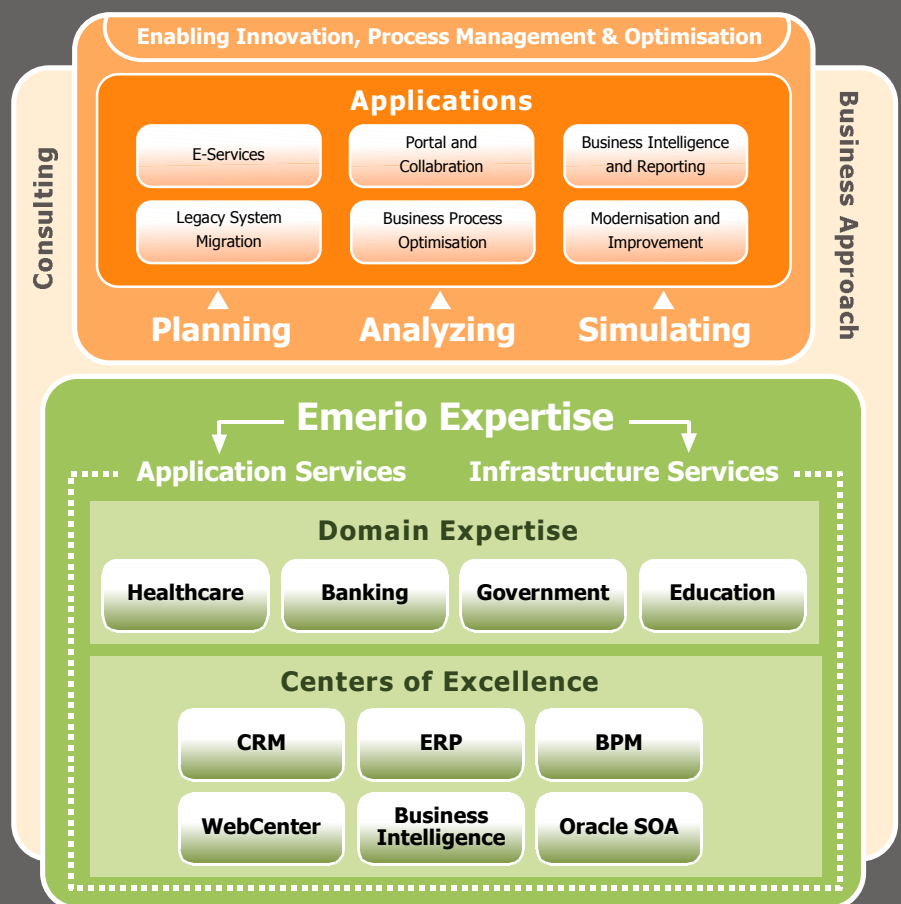 Enabling Innovation, Process Management & Optimisation
Consulting
Business Approach
Applications
E-Services
Portal and
Collabration
Business Intelligence
and Reporting
Legacy System
Migration
Business Process
Optimisation
Modernisation and
Improvement
Planning
Analyzing
Simulating
Emerio Expertise
Application Services
Infrastructure Services
Domain Expertise
Healthcare
Banking
Government
Education
Centers of Excellence
CRM
ERP
BPM
WebCenter
Business
Intelligence
Oracle SOA